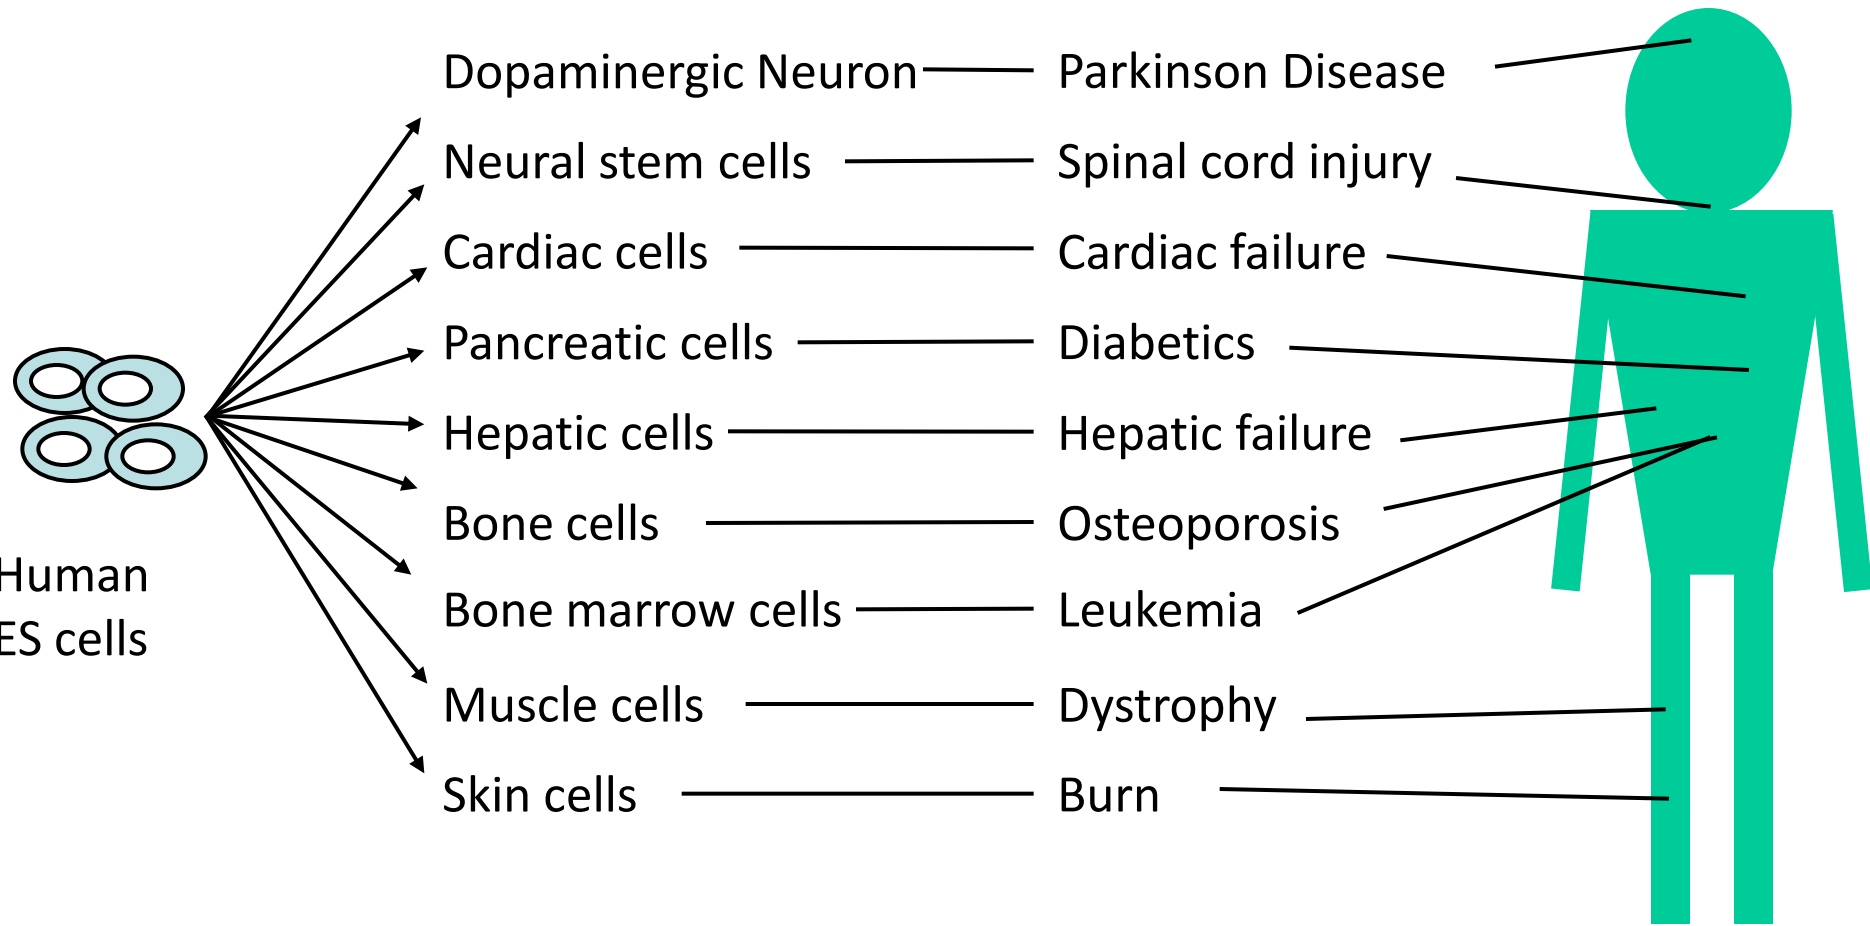 Dopaminergic Neuron Parkinson Disease
Neural stem cells Spinal cord injury
Cardiac cells Cardiac failure
Pancreatic cells Diabetics
Hepatic cells Hepatic failure
Bone cells Osteoporosis
Human
Bone marrow cells Leukemia
ES cells
Muscle cells Dystrophy
Skin cells Burn